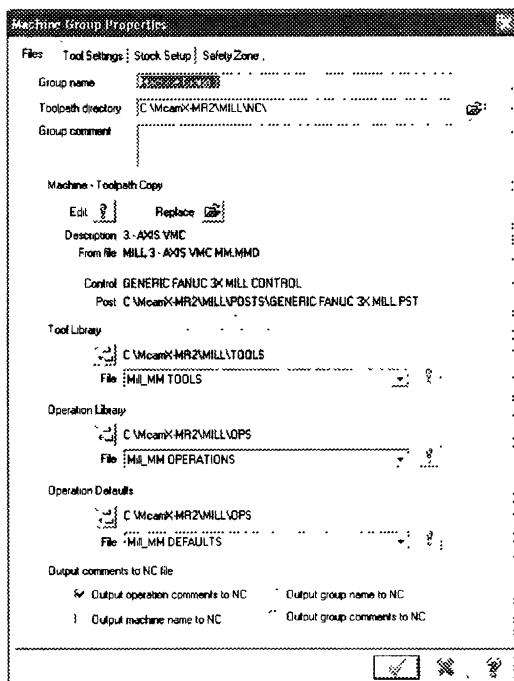 Machine Group Properties
Files Tool Settings Stock Setup Safety Zone
Group name
Toolpath directory C:\McamX-MR2\MILL\NC\
Group comment
Machine - Toolpath Copy
Edit Replace
Description 3 - AXIS VMC
From file MILL 3 - AXIS VMC MM.MMD
Control GENERIC FANUC 3X MILL CONTROL
Post C:\McamX-MR2\MILL\POSTS\GENERIC FANUC 3X MILL.PST
Tool Library
C:\McamX-MR2\MILL\TOOLS
File Mill_MM TOOLS
Operation Library
C:\McamX-MR2\MILL\OPS
File Mill_MM OPERATIONS
Operation Defaults
C:\McamX-MR2\MILL\OPS
File Mill_MM DEFAULTS
Output comments to NC file
Output operation comments to NC Output group name to NC
Output machine name to NC Output group comments to NC